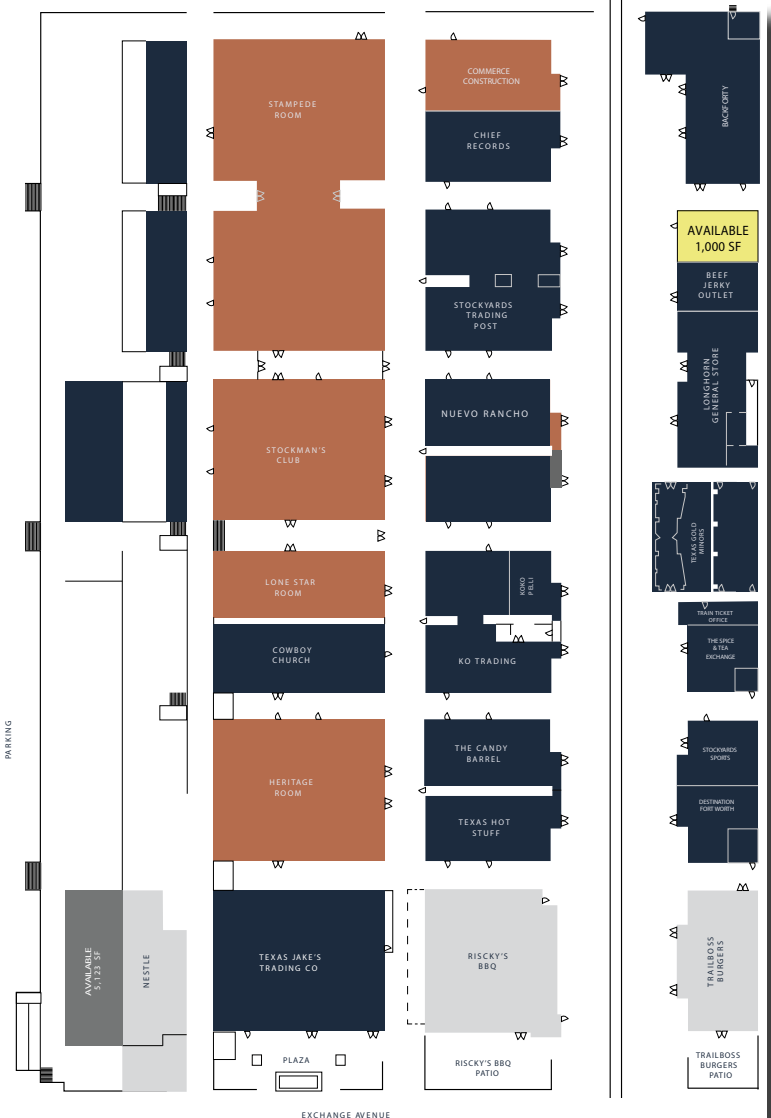 STAMPEDE
ROOM
COMMERCE
CONSTRUCTION
CHIEF
RECORDS
BACKFORTY
AVAILABLE
1,000 SF
BEEF
JERKY
OUTLET
STOCKYARDS
TRADING
POST
LONGHORN
GENERAL STORE
NUEVO RANCHO
STOCKMAN'S
CLUB
TEXAS GOLD
MINORS
LONE STAR
ROOM
KOKO
PELLI
TRAIN TICKET
OFFICE
COWBOY
CHURCH
KO TRADING
THE SPICE
& TEA
EXCHANGE
PARKING
THE CANDY
BARREL
STOCKYARDS
SPORTS
HERITAGE
ROOM
TEXAS HOT
STUFF
DESTINATION
FORT WORTH
AVAILABLE
5,123 SF
NESTLE
TEXAS JAKE'S
TRADING CO
RISCKY'S
BBQ
TRAILBOSS
BURGERS
PLAZA
RISCKY'S BBQ
PATIO
TRAILBOSS
BURGERS
PATIO
EXCHANGE AVENUE